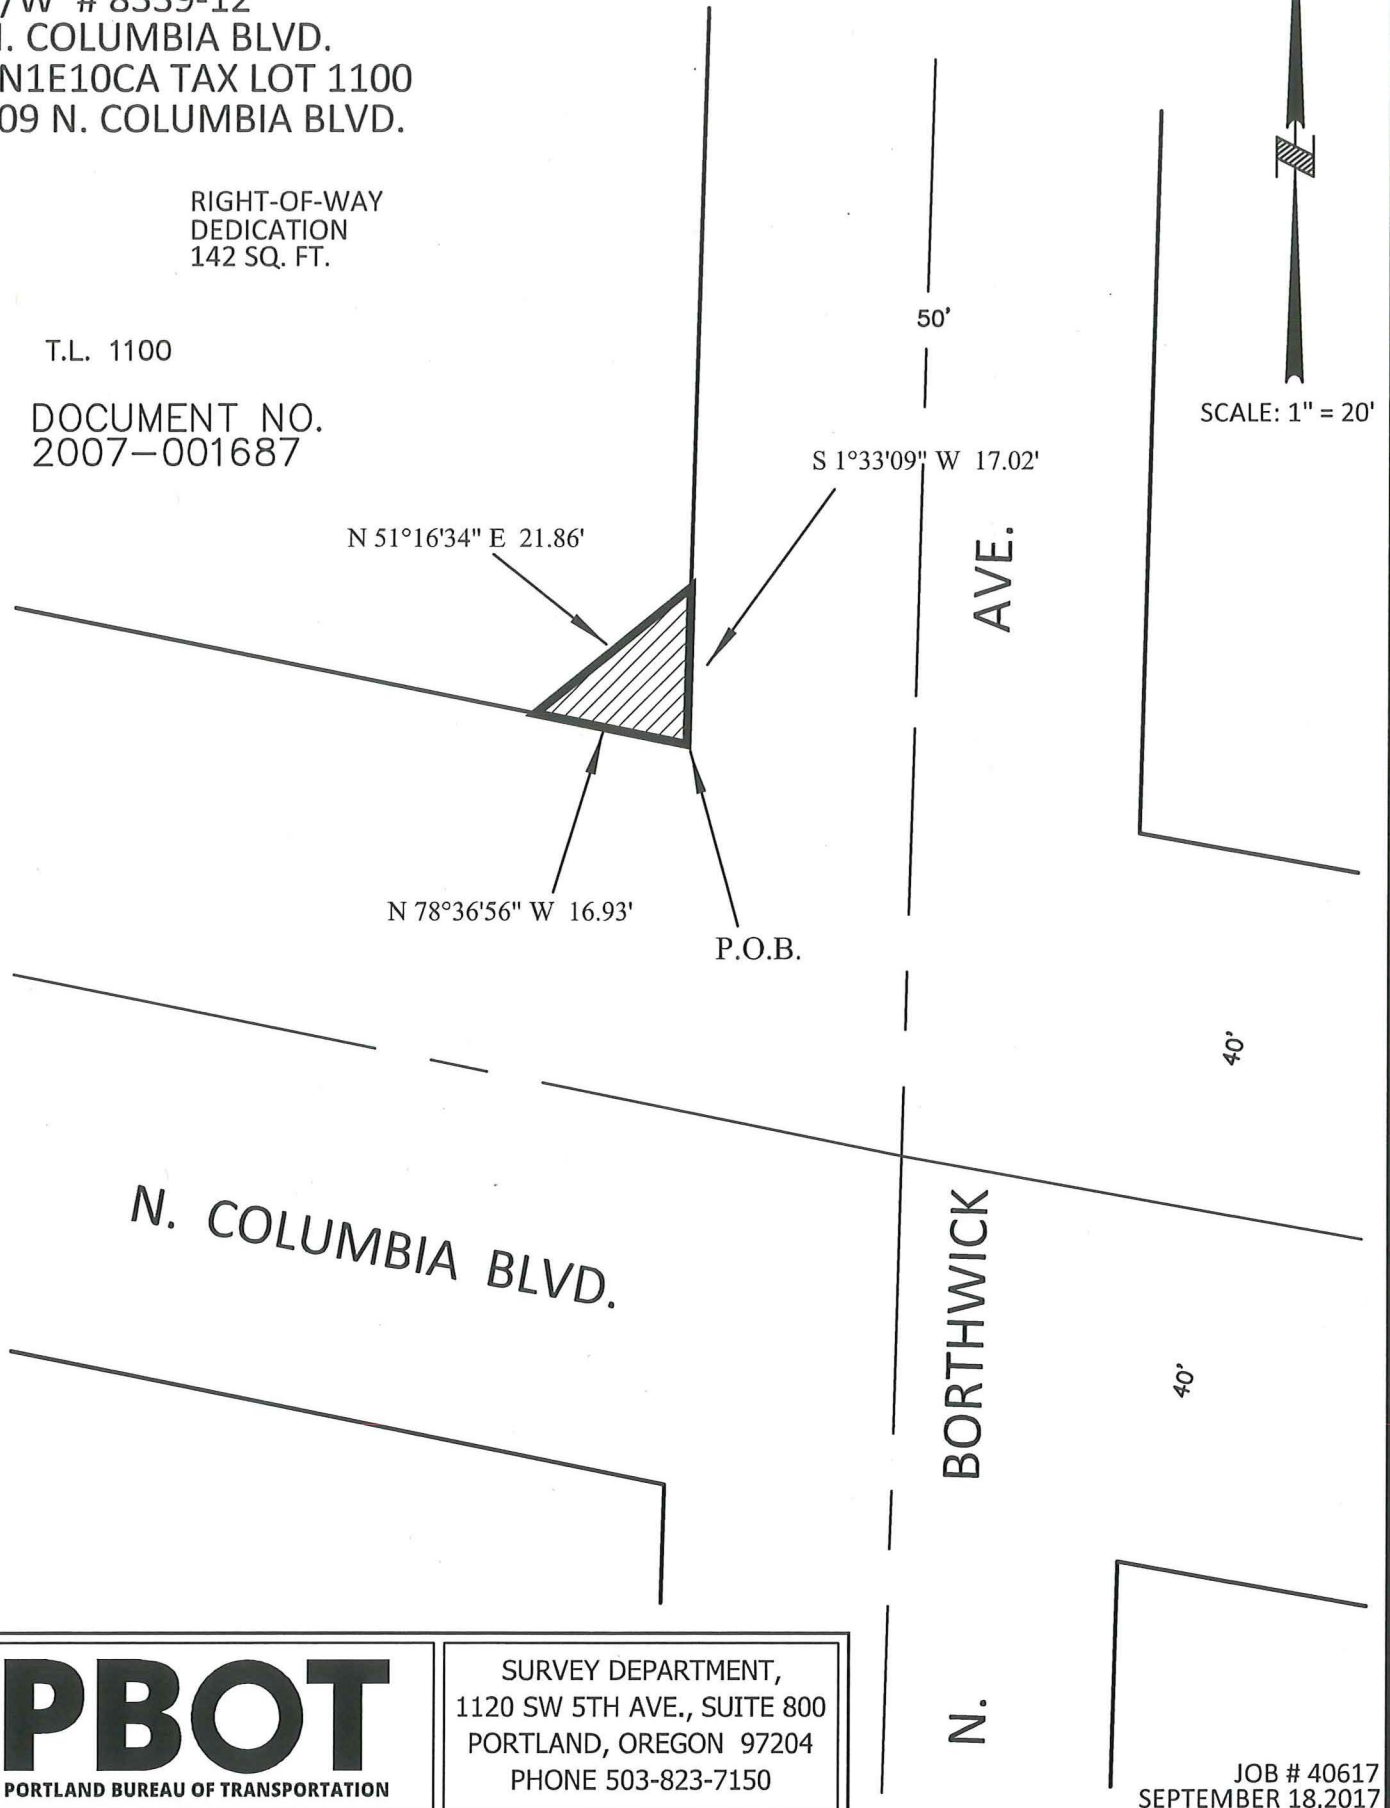 /W # 8339-12
. COLUMBIA BLVD.
N1E10CA TAX LOT 1100
09 N. COLUMBIA BLVD.
RIGHT-OF-WAY
DEDICATION
142 SQ. FT.
T.L. 1100
DOCUMENT NO.
2007-001687
50'
SCALE: 1" = 20'
S 1°33'09" W 17.02'
N 51°16'34" E 21.86'
AVE.
N 78°36'56" W 16.93'
P.O.B.
40'
N. COLUMBIA BLVD.
BORTHWICK
40'
N.
PBOT
PORTLAND BUREAU OF TRANSPORTATION
SURVEY DEPARTMENT,
1120 SW 5TH AVE., SUITE 800
PORTLAND, OREGON 97204
PHONE 503-823-7150
JOB # 40617
SEPTEMBER 18,2017